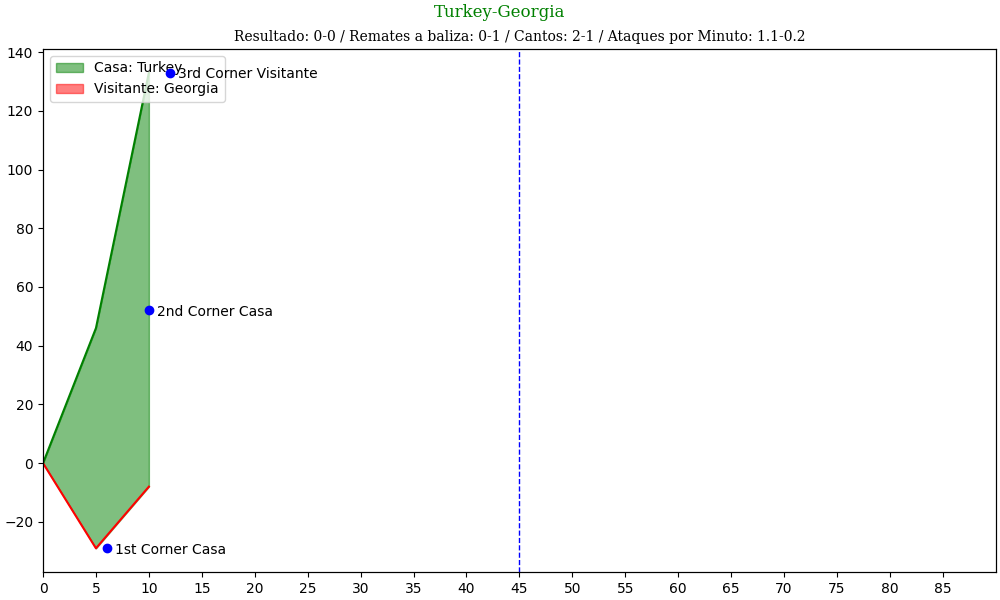 Turkey-Georgia
Resultado: 0-0 / Remates a baliza: 0-1 / Cantos: 2-1 / Ataques por Minuto: 1.1-0.2
140
120
100
80
60
40
20
0
−20
Casa: Turkey
Visitante: Georgia
3rd Corner Visitante
2nd Corner Casa
1st Corner Casa
0 5 10 15 20 25 30 35 40 45 50 55 60 65 70 75 80 85